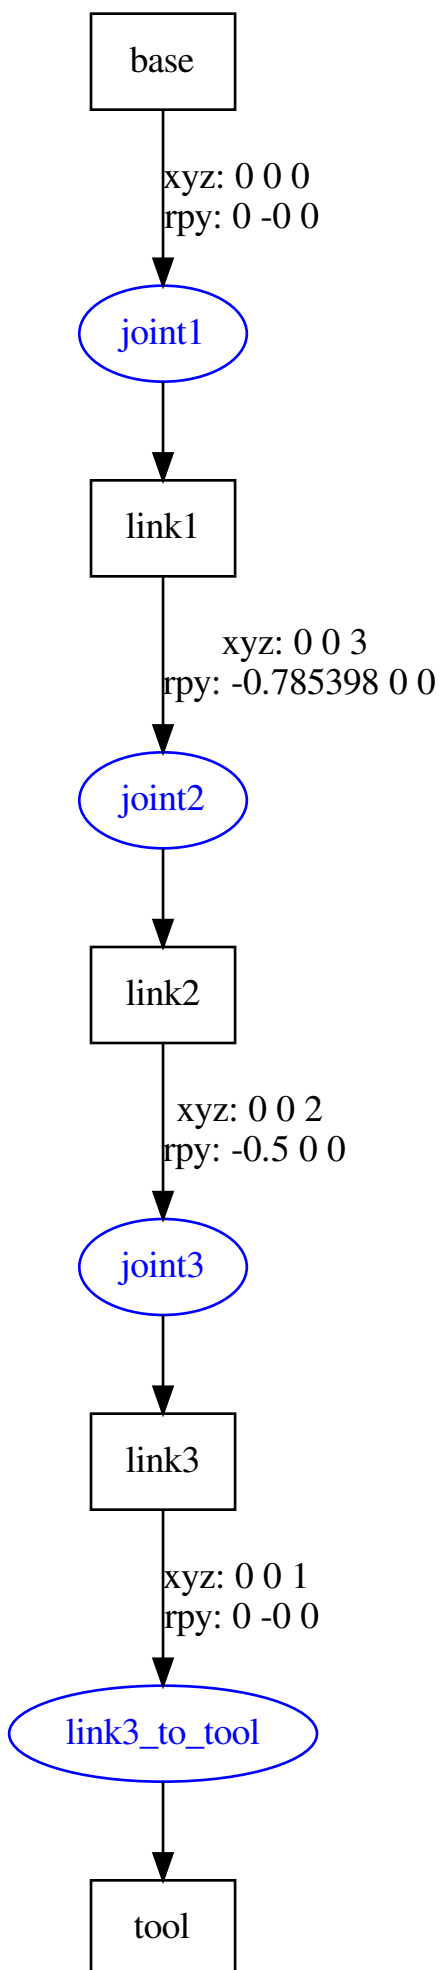 base
xyz: 0 0 0
rpy: 0 -0 0
joint1
link1
xyz: 0 0 3
rpy: -0.785398 0 0
joint2
link2
xyz: 0 0 2
rpy: -0.5 0 0
joint3
link3
xyz: 0 0 1
rpy: 0 -0 0
link3_to_tool
tool